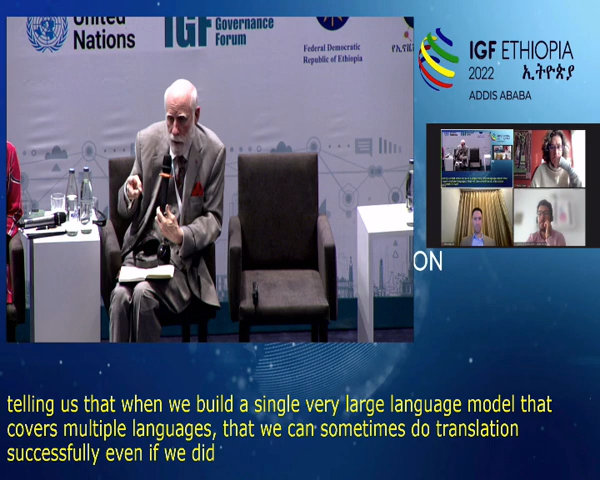 United
Nations
IGF
Governance
Forum
Federal Democratic
Republic of Ethiopia
IGF ETHIOPIA
2022 ኢትዮጵያ
ADDIS ABABA
ON
telling us that when we build a single very large language model that
covers multiple languages, that we can sometimes do translation
successfully even if we did